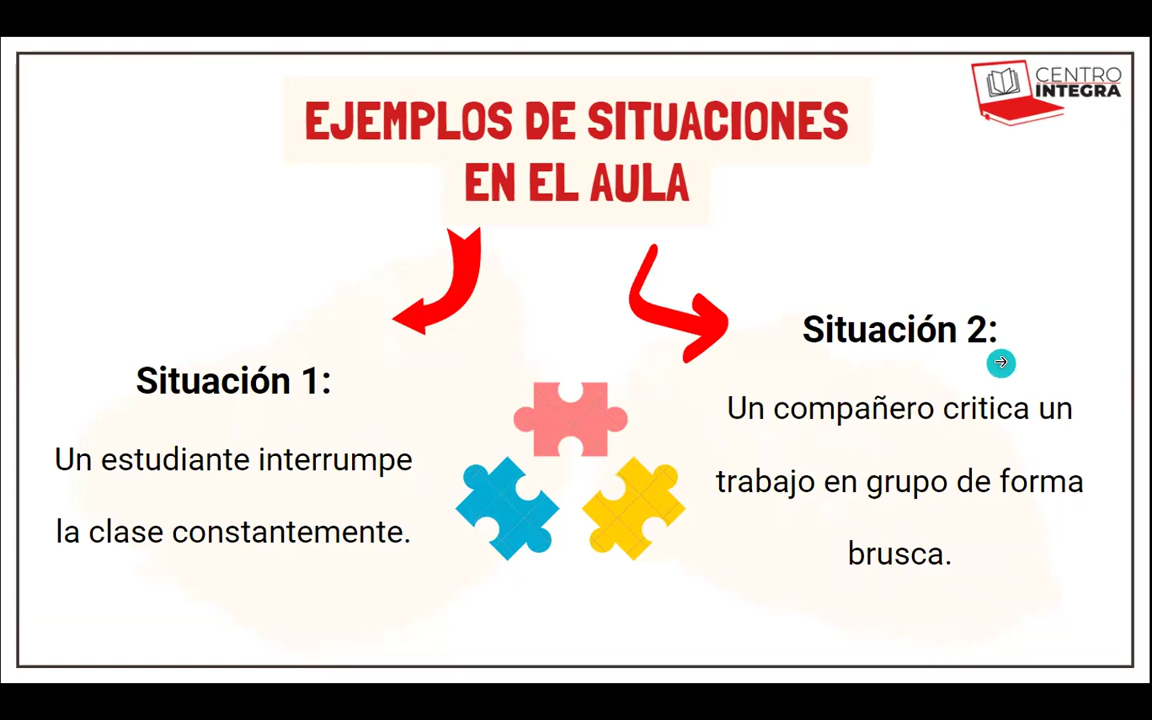 CENTRO
INTEGRA
EJEMPLOS DE SITUACIONES
EN EL AULA
Situación 1:
Un estudiante interrumpe
la clase constantemente.
Situación 2:
Un compañero critica un
trabajo en grupo de forma
brusca.